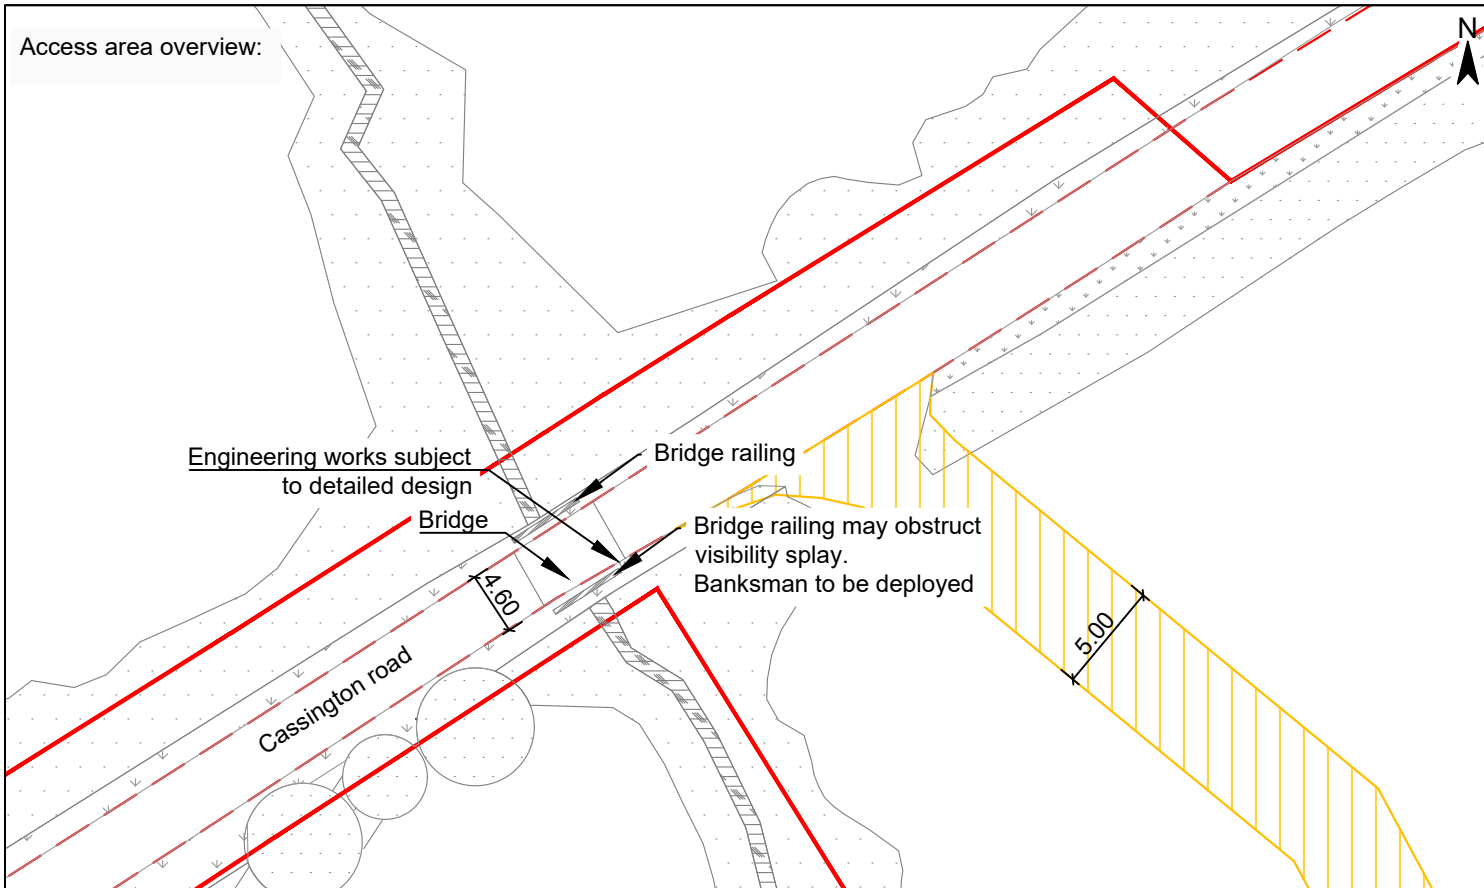 Access area overview:
N
Engineering works subject
to detailed design
Bridge railing
Bridge
Bridge railing may obstruct
visibility splay.
Banksman to be deployed
4.60
5.00
Cassington road